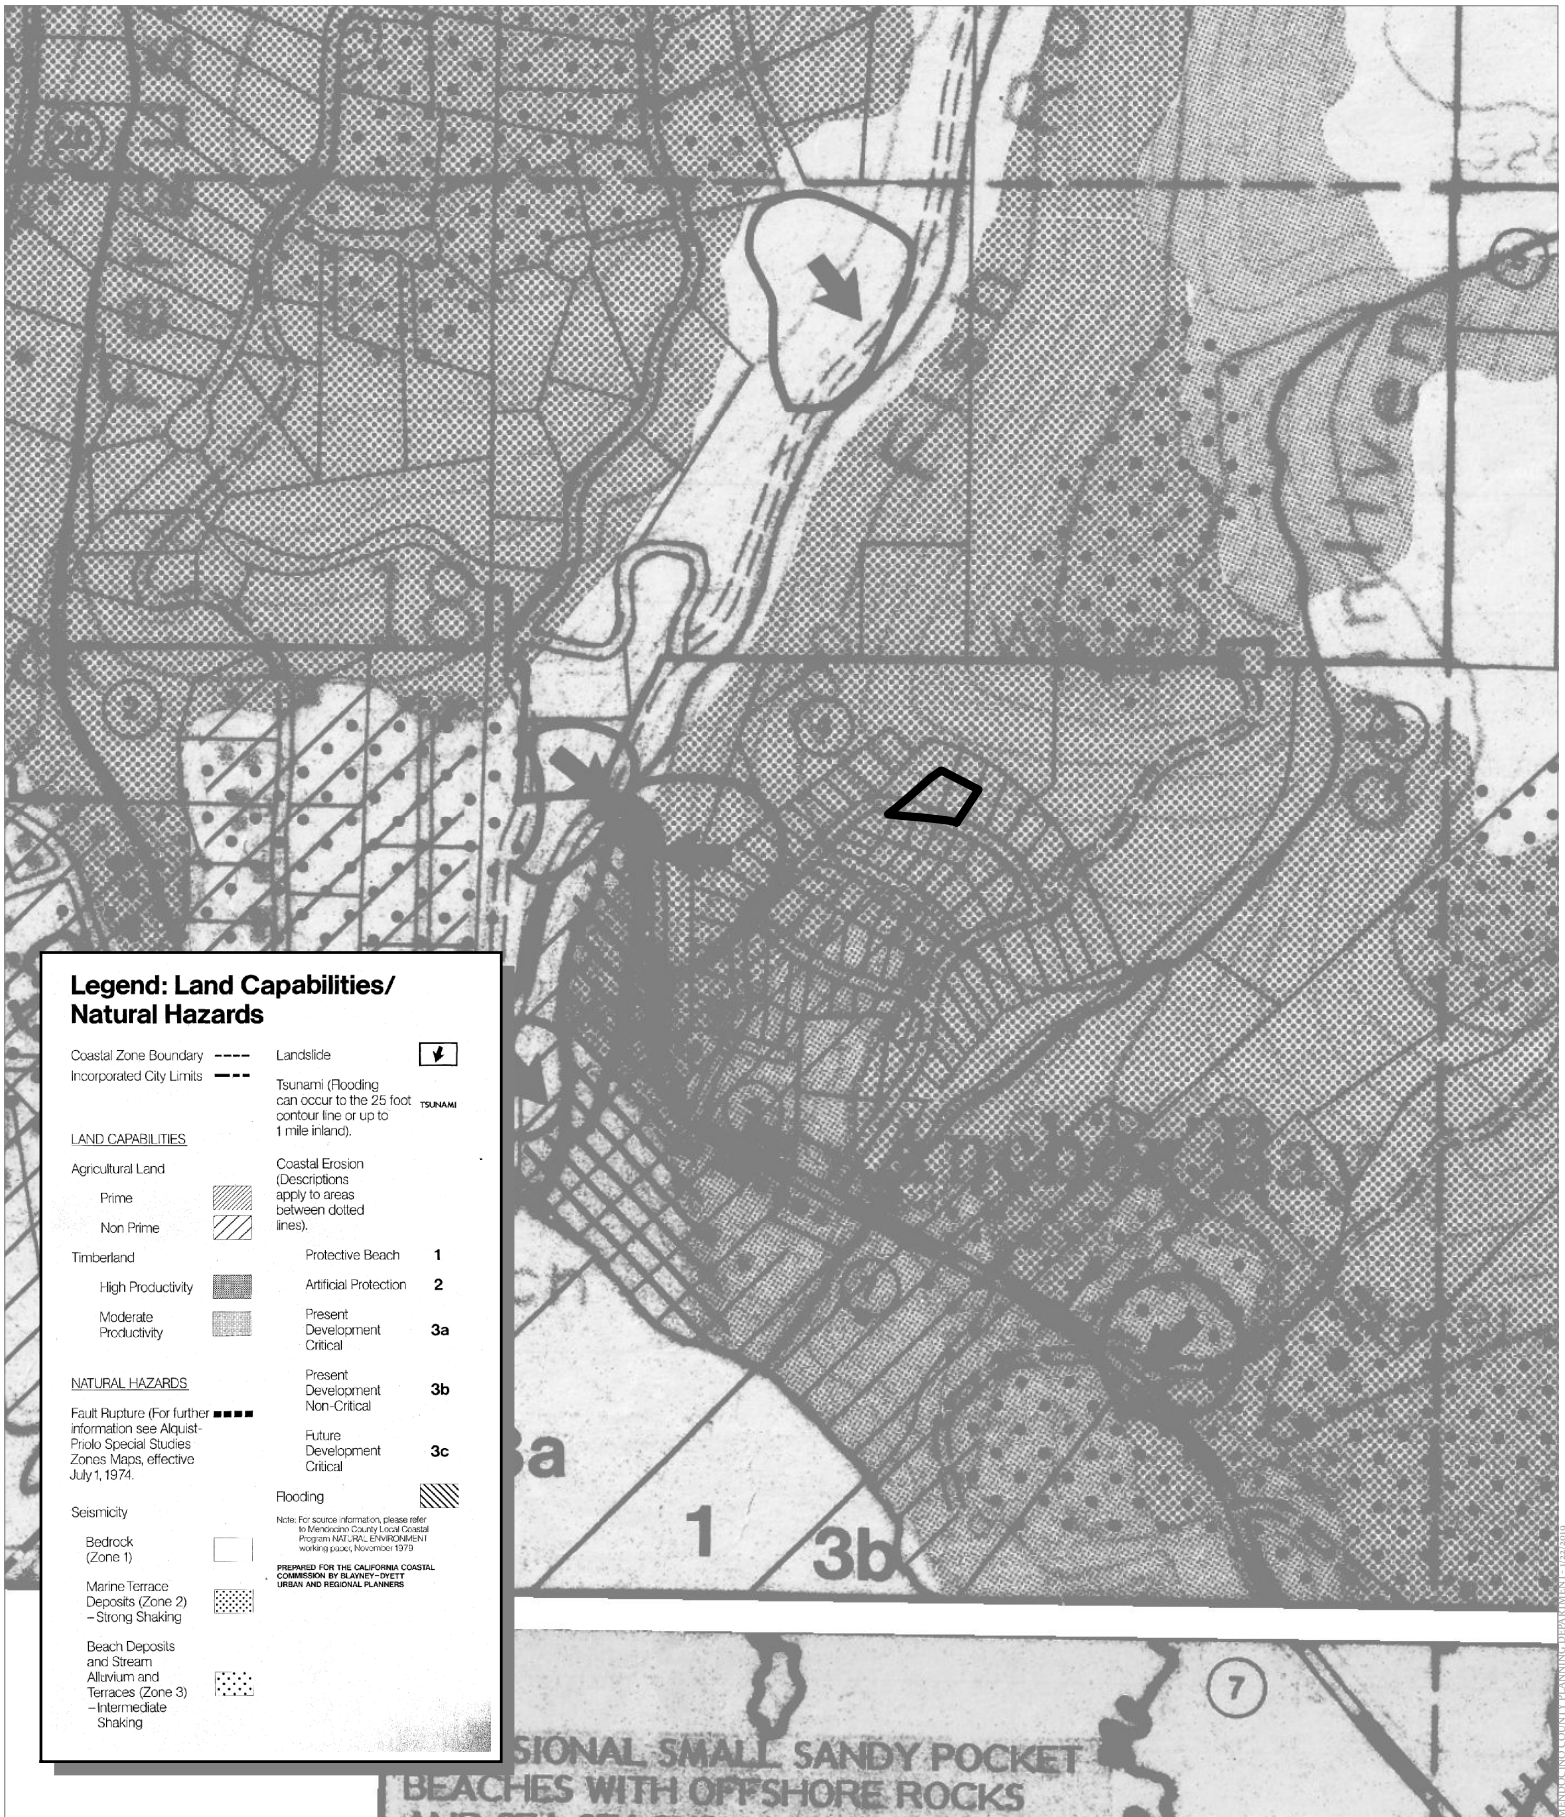 528
18
2
4
Legend: Land Capabilities/
Natural Hazards
Coastal Zone Boundary
Incorporated City Limits
LAND CAPABILITIES
Agricultural Land
Prime
Non Prime
Timberland
High Productivity
Moderate
Productivity
NATURAL HAZARDS
Fault Rupture (For further
information see Alquist-
Priolo Special Studies
Zones Maps, effective
July 1, 1974.
Seismicity
Bedrock
(Zone 1)
Marine Terrace
Deposits (Zone 2)
–Strong Shaking
Beach Deposits
and Stream
Alluvium and
Terraces (Zone 3)
–Intermediate
Shaking
Landslide
Tsunami (Flooding
can occur to the 25 foot
contour line or up to
1 mile inland).
TSUNAMI
Coastal Erosion
(Descriptions
apply to areas
between dotted
lines).
Protective Beach 1
Artificial Protection 2
Present
Development
Critical
3a
Present
Development
Non-Critical
3b
Future
Development
Critical
3c
Flooding
Note: For source information, please refer
to Mendocino County Local Coastal
Program NATURAL ENVIRONMENT
working paper, November 1979
PREPARED FOR THE CALIFORNIA COASTAL
COMMISSION BY BLAYNEY-DYETT
URBAN AND REGIONAL PLANNERS
3a
1
3b
7
SIONAL SMALL SANDY POCKET
BEACHES WITH OFFSHORE ROCKS
MENDOCINO COUNTY PLANNING DEPARTMENT